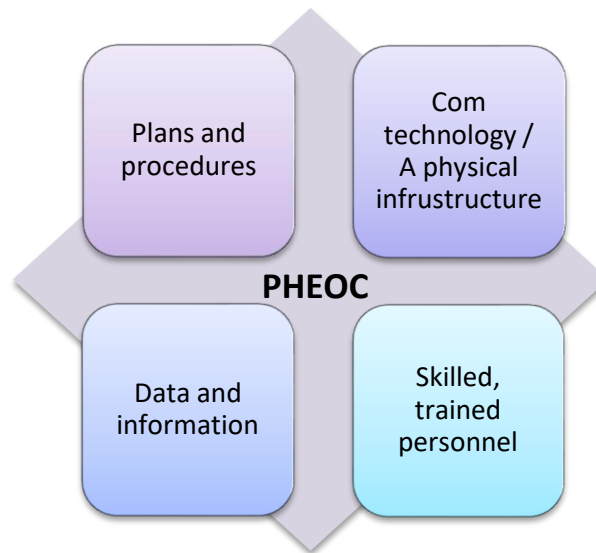 Plans and
procedures
Com
technology /
A physical
infrustructure
PHEOC
Data and
information
Skilled,
trained
personnel